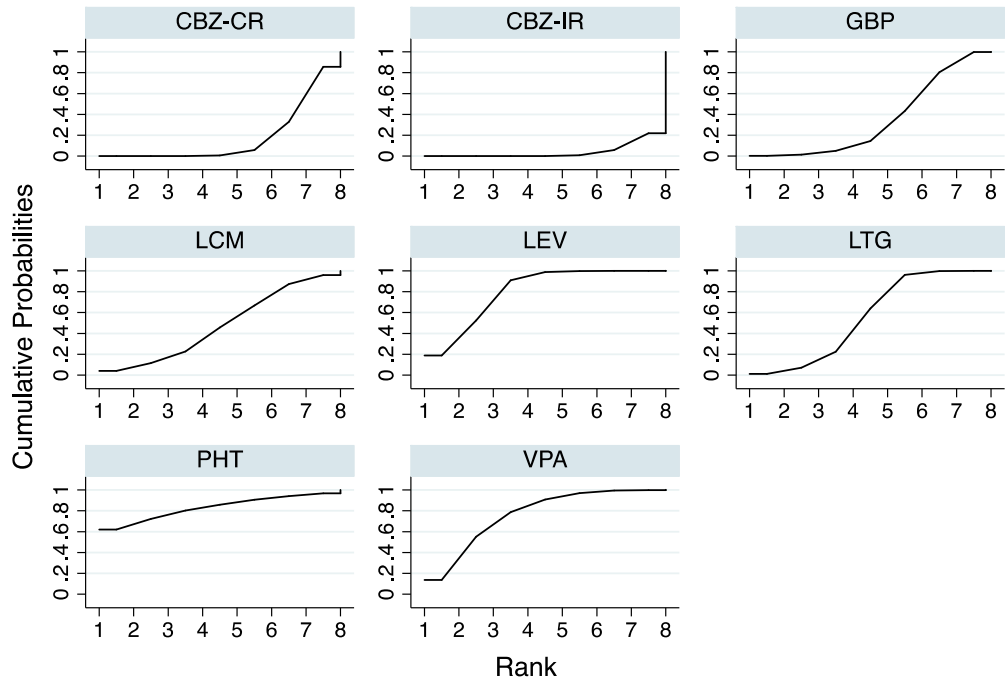 CBZ-CR
CBZ-IR
GBP
0 .2 .4 .6 .8 1
0 .2 .4 .6 .8 1
0 .2 .4 .6 .8 1
1 2 3 4 5 6 7 8
1 2 3 4 5 6 7 8
1 2 3 4 5 6 7 8
LCM
LEV
LTG
0 .2 .4 .6 .8 1
0 .2 .4 .6 .8 1
0 .2 .4 .6 .8 1
1 2 3 4 5 6 7 8
1 2 3 4 5 6 7 8
1 2 3 4 5 6 7 8
PHT
VPA
0 .2 .4 .6 .8 1
0 .2 .4 .6 .8 1
1 2 3 4 5 6 7 8
1 2 3 4 5 6 7 8
Cumulative Probabilities
Rank